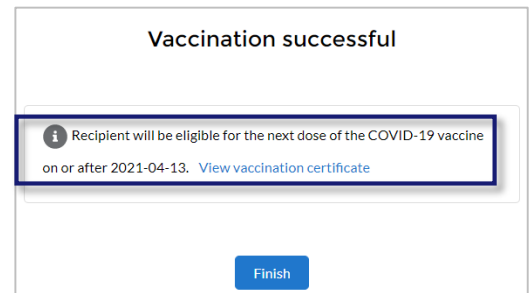 Vaccination successful
i Recipient will be eligible for the next dose of the COVID-19 vaccine
on or after 2021-04-13. View vaccination certificate
Finish